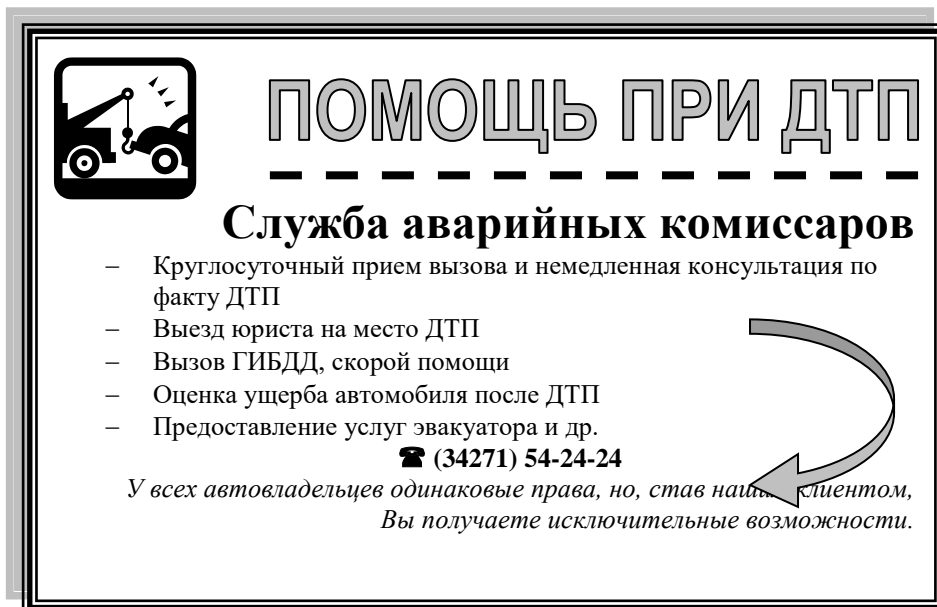 ПОМОЩЬ ПРИ ДТП
Служба аварийных комиссаров
– Круглосуточный прием вызова и немедленная консультация по
факту ДТП
– Выезд юриста на место ДТП
– Вызов ГИБДД, скорой помощи
– Оценка ущерба автомобиля после ДТП
– Предоставление услуг эвакуатора и др.
☎ (34271) 54-24-24
У всех автовладельцев одинаковые права, но, став нашим клиентом,
Вы получаете исключительные возможности.